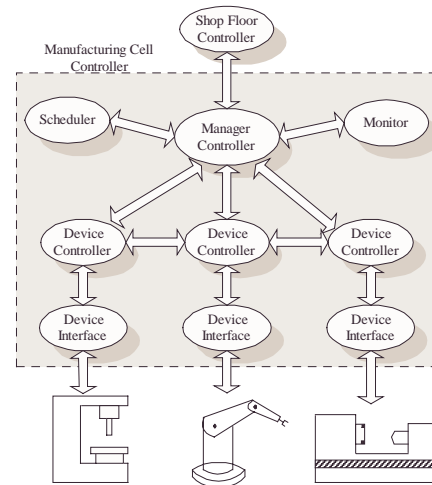 Shop Floor
Controller
Manufacturing Cell
Controller
Scheduler
Manager
Controller
Monitor
Device
Controller
Device
Controller
Device
Controller
Device
Interface
Device
Interface
Device
Interface